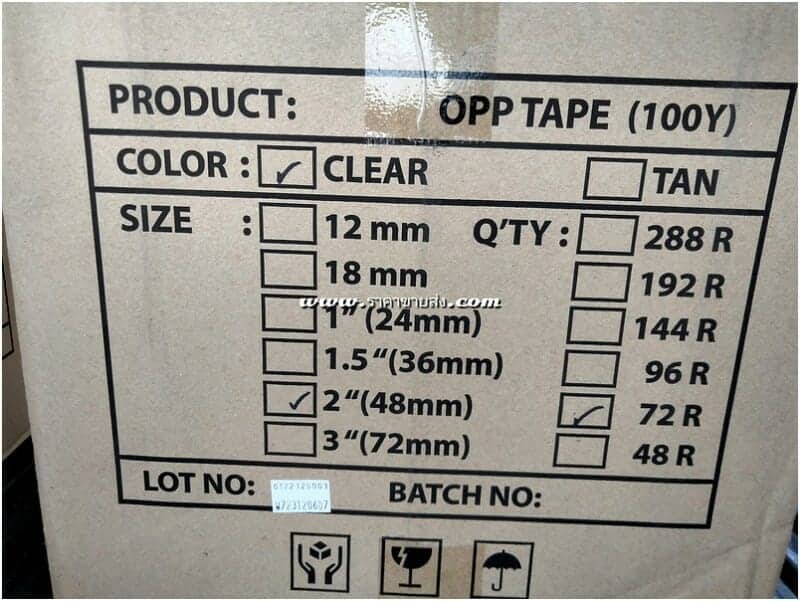 PRODUCT: OPP TAPE (100Y)
COLOR : CLEAR TAN
SIZE : 12 mm Q'TY : 288 R
18 mm 192 R
www.ราคาขายส่ง.com
1” (24mm) 144 R
1.5 “(36mm) 96 R
2 “(48mm) 72 R
3 “(72mm) 48 R
LOT NO: BATCH NO:
W723120607